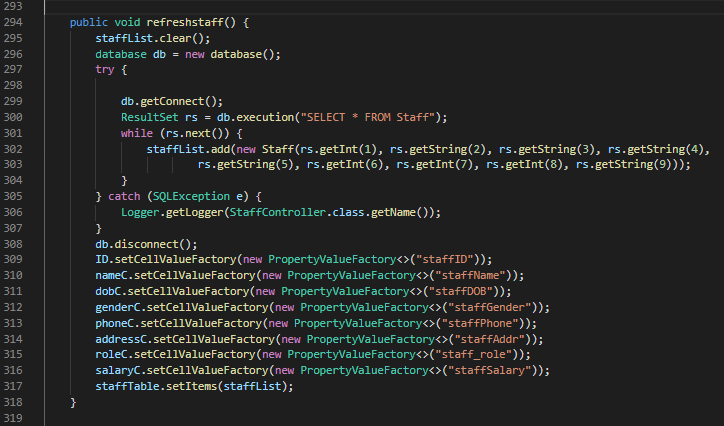 293
294 public void refreshstaff() {
295 staffList.clear();
296 database db = new database();
297 try {
298
299 db.getConnect();
300 ResultSet rs = db.execution("SELECT * FROM Staff");
301 while (rs.next()) {
302 staffList.add(new Staff(rs.getInt(1), rs.getString(2), rs.getString(3), rs.getString(4),
303 rs.getString(5), rs.getInt(6), rs.getInt(7), rs.getInt(8), rs.getString(9)));
304 }
305 } catch (SQLException e) {
306 Logger.getLogger(StaffController.class.getName());
307 }
308 db.disconnect();
309 ID.setCellValueFactory(new PropertyValueFactory<>("staffID"));
310 nameC.setCellValueFactory(new PropertyValueFactory<>("staffName"));
311 dobC.setCellValueFactory(new PropertyValueFactory<>("staffDOB"));
312 genderC.setCellValueFactory(new PropertyValueFactory<>("staffGender"));
313 phoneC.setCellValueFactory(new PropertyValueFactory<>("staffPhone"));
314 addressC.setCellValueFactory(new PropertyValueFactory<>("staffAddr"));
315 roleC.setCellValueFactory(new PropertyValueFactory<>("staff_role"));
316 salaryC.setCellValueFactory(new PropertyValueFactory<>("staffSalary"));
317 staffTable.setItems(staffList);
318 }
319